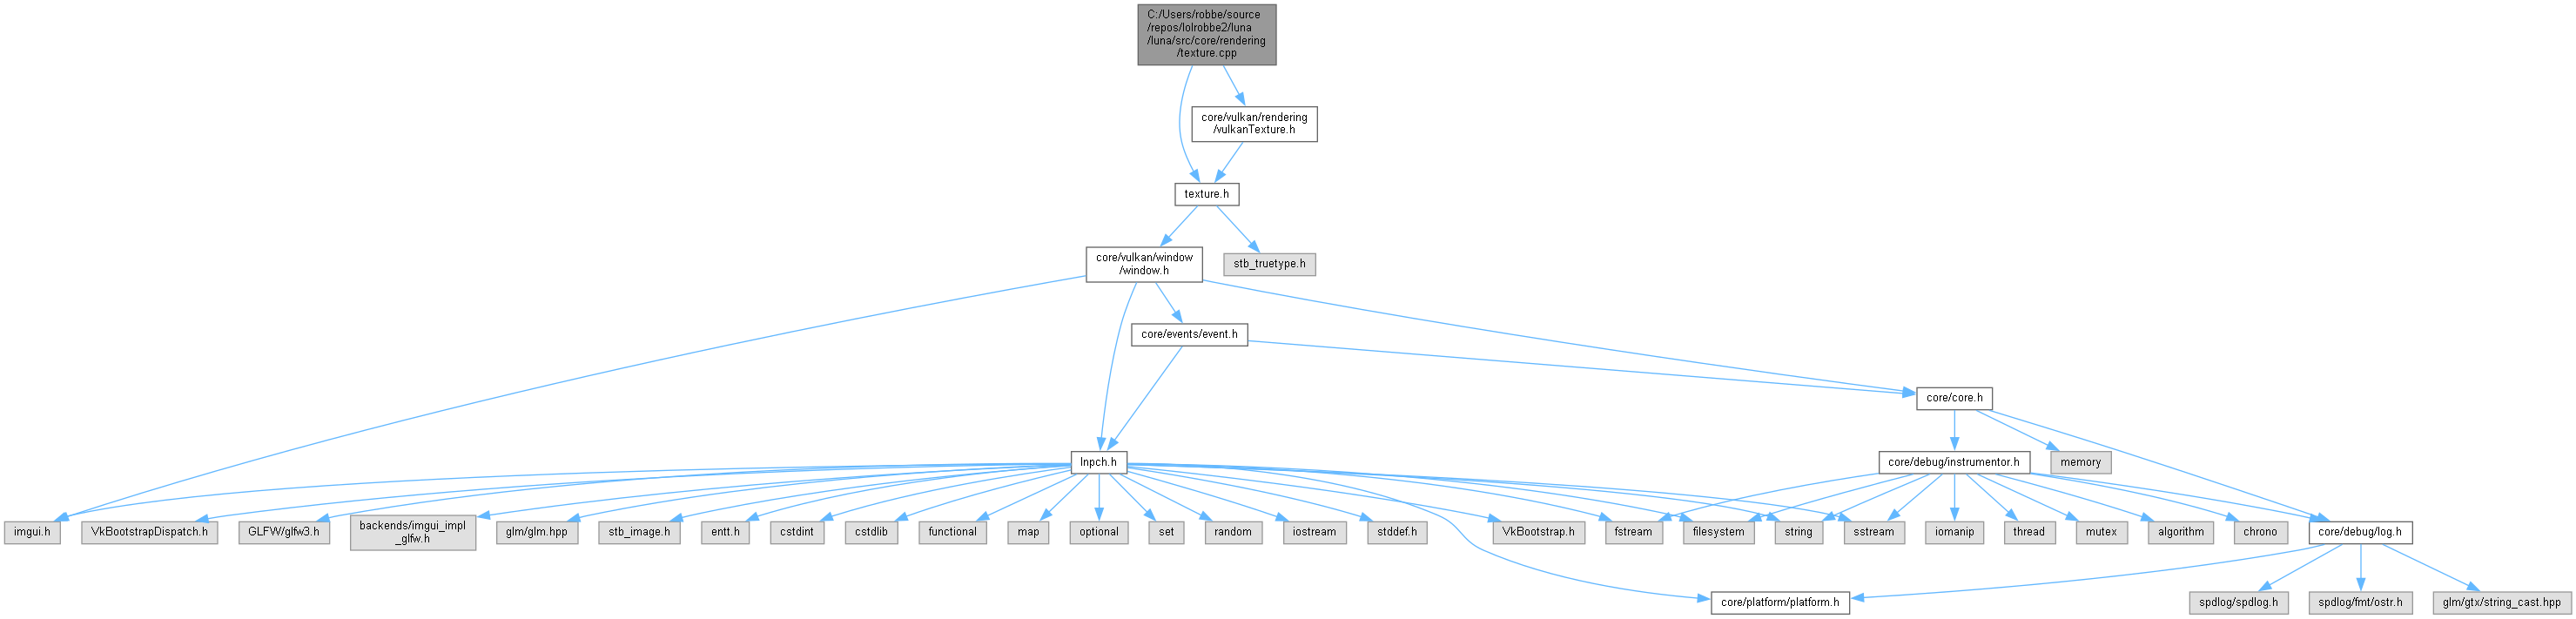 C:/Users/robbe/source
/repos/lolrobbe2/luna
/luna/src/core/rendering
/texture.cpp
core/vulkan/rendering
/vulkanTexture.h
texture.h
core/vulkan/window
/window.h
stb_truetype.h
core/events/event.h
core/core.h
lnpch.h
core/debug/instrumentor.h
memory
imgui.h
VkBootstrapDispatch.h
GLFW/glfw3.h
backends/imgui_impl
_glfw.h
glm/glm.hpp
stb_image.h
entt.h
cstdint
cstdlib
functional
map
optional
set
random
iostream
stddef.h
VkBootstrap.h
fstream
filesystem
string
sstream
iomanip
thread
mutex
algorithm
chrono
core/debug/log.h
core/platform/platform.h
spdlog/spdlog.h
spdlog/fmt/ostr.h
glm/gtx/string_cast.hpp